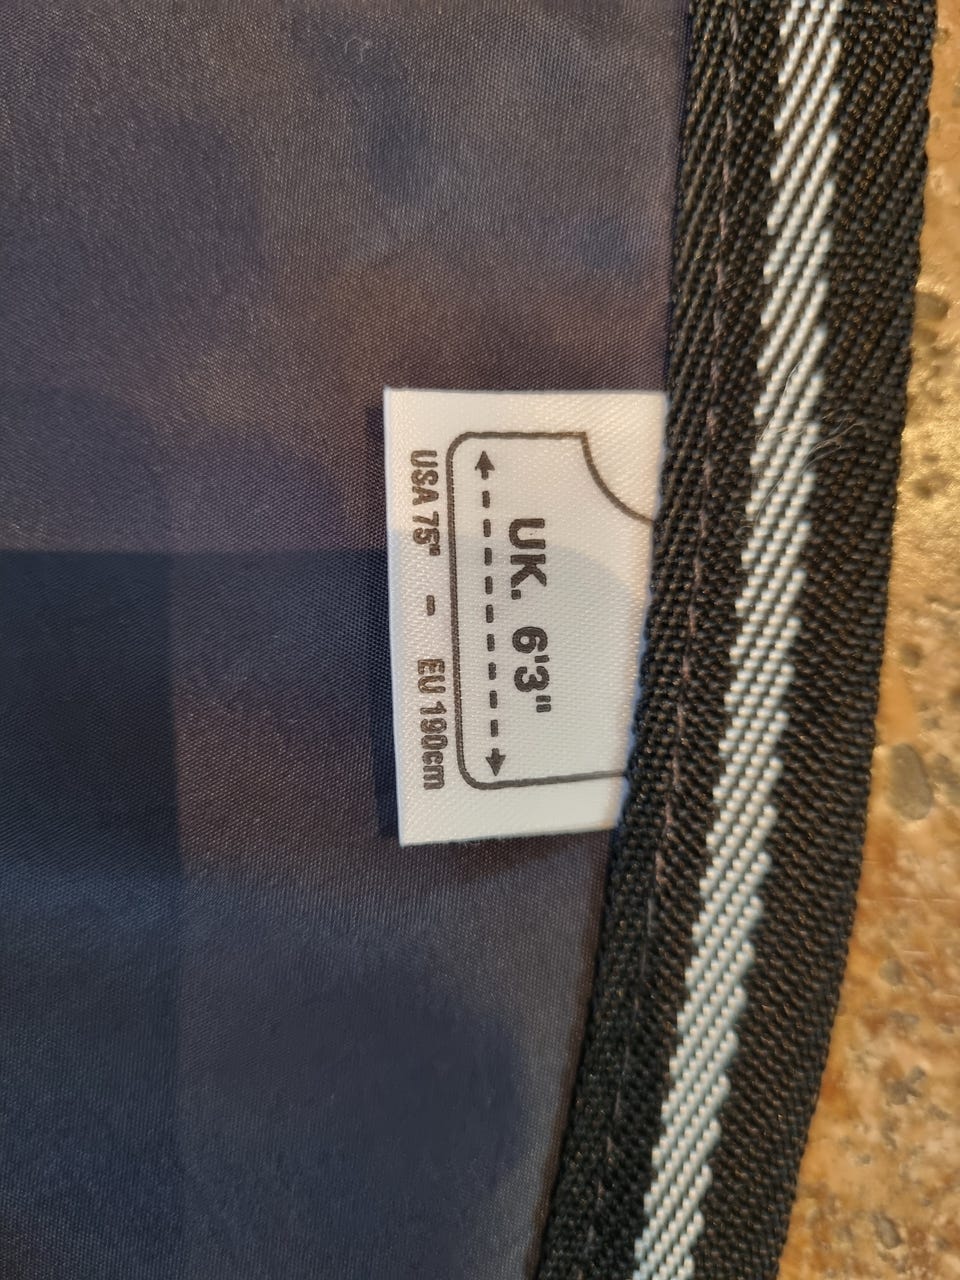 UK. 6'3"
USA 75" - EU 190cm